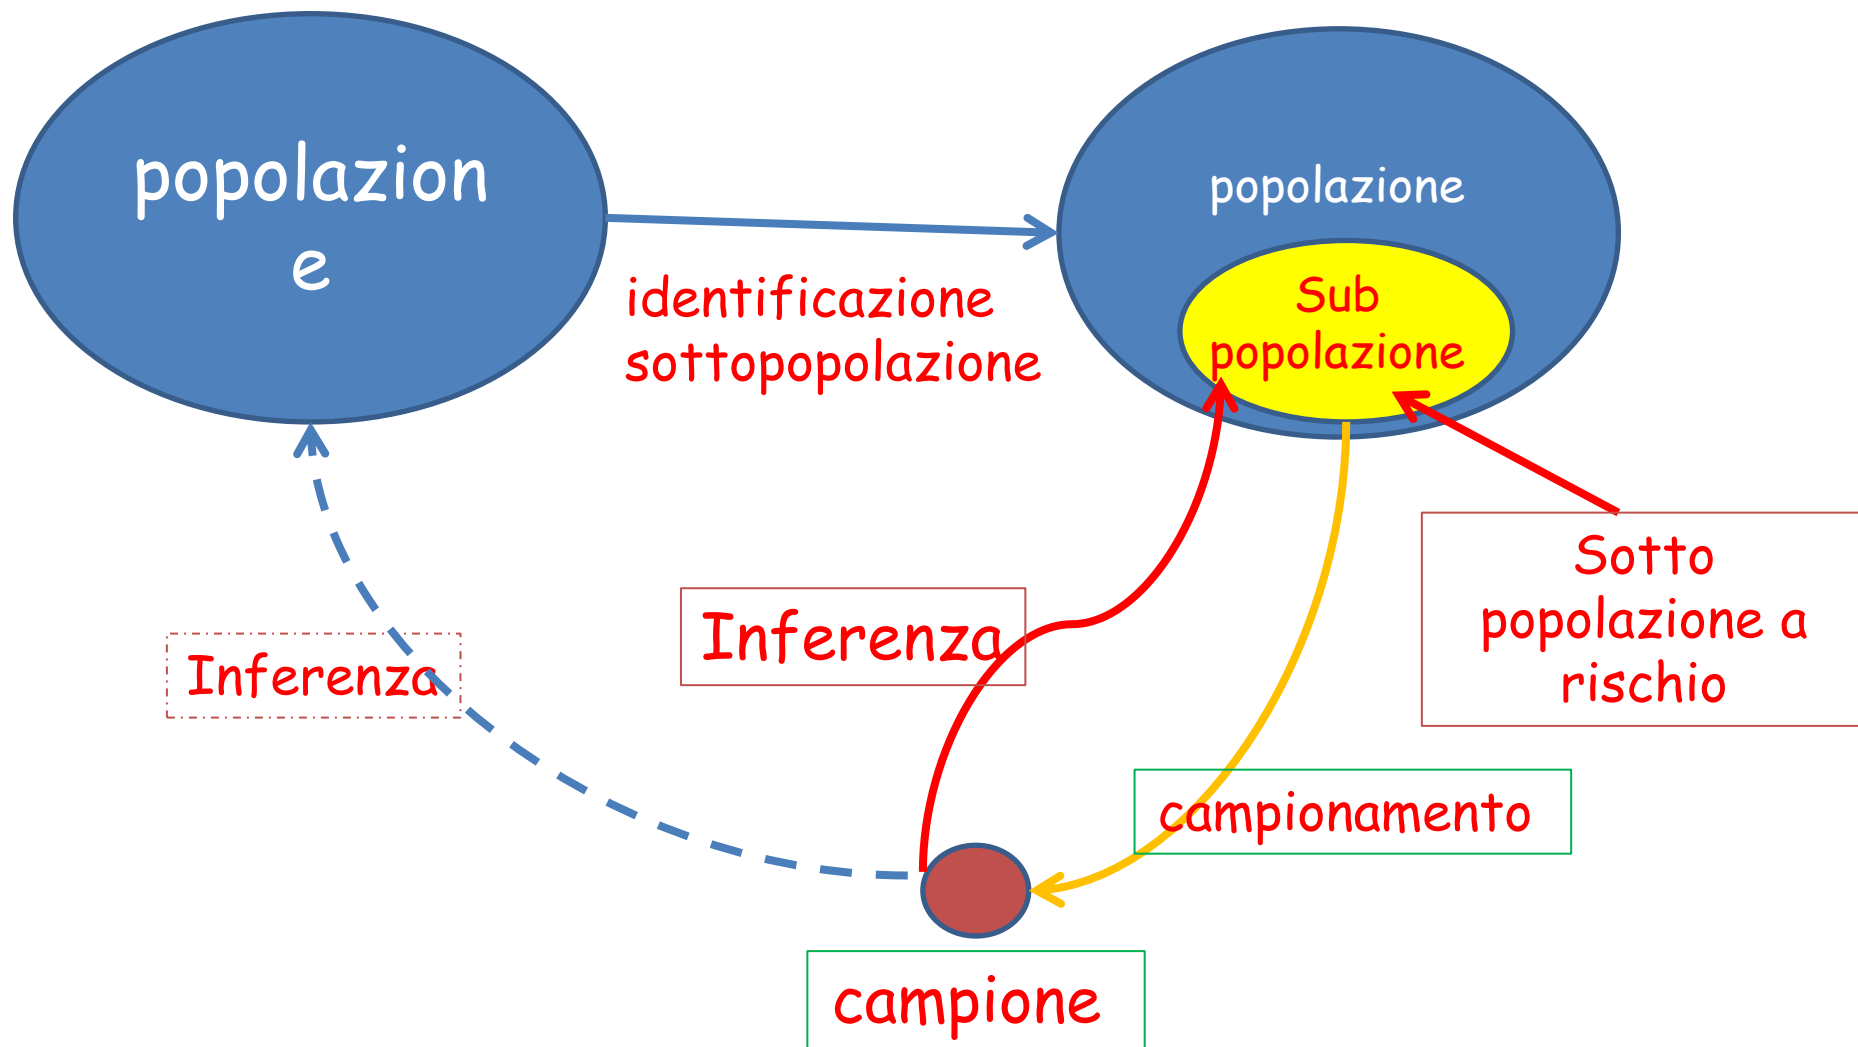 popolazion
e
popolazione
Sub
popolazione
identificazione
sottopopolazione
Sotto
popolazione a
rischio
Inferenza
Inferenza
campionamento
campione